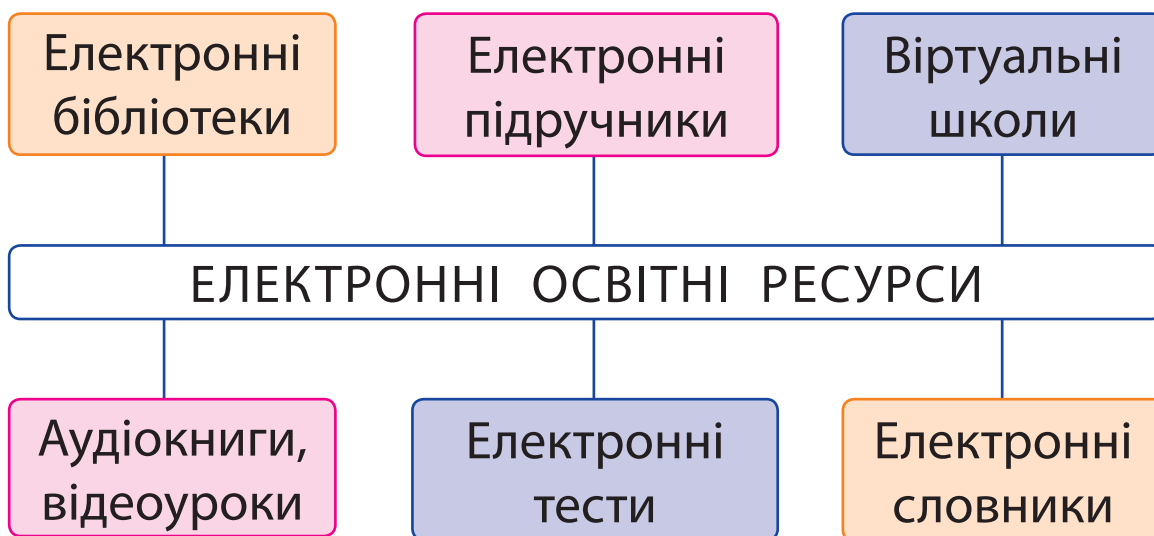 Електронні
бібліотеки
Електронні
підручники
Віртуальні
школи
ЕЛЕКТРОННІ ОСВІТНІ РЕСУРСИ
Аудіокниги,
відеоуроки
Електронні
тести
Електронні
словники